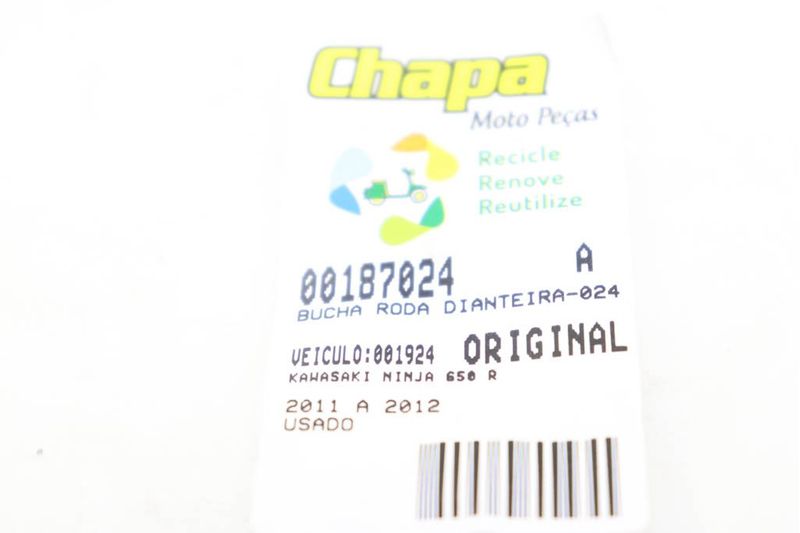 Chapa
Moto Peças
Recicle
Renove
Reutilize
00187024 A
BUCHA RODA DIANTEIRA-024
VEICULO:001924 ORIGINAL
KAWASAKI NINJA 650 R
2011 A 2012
USADO